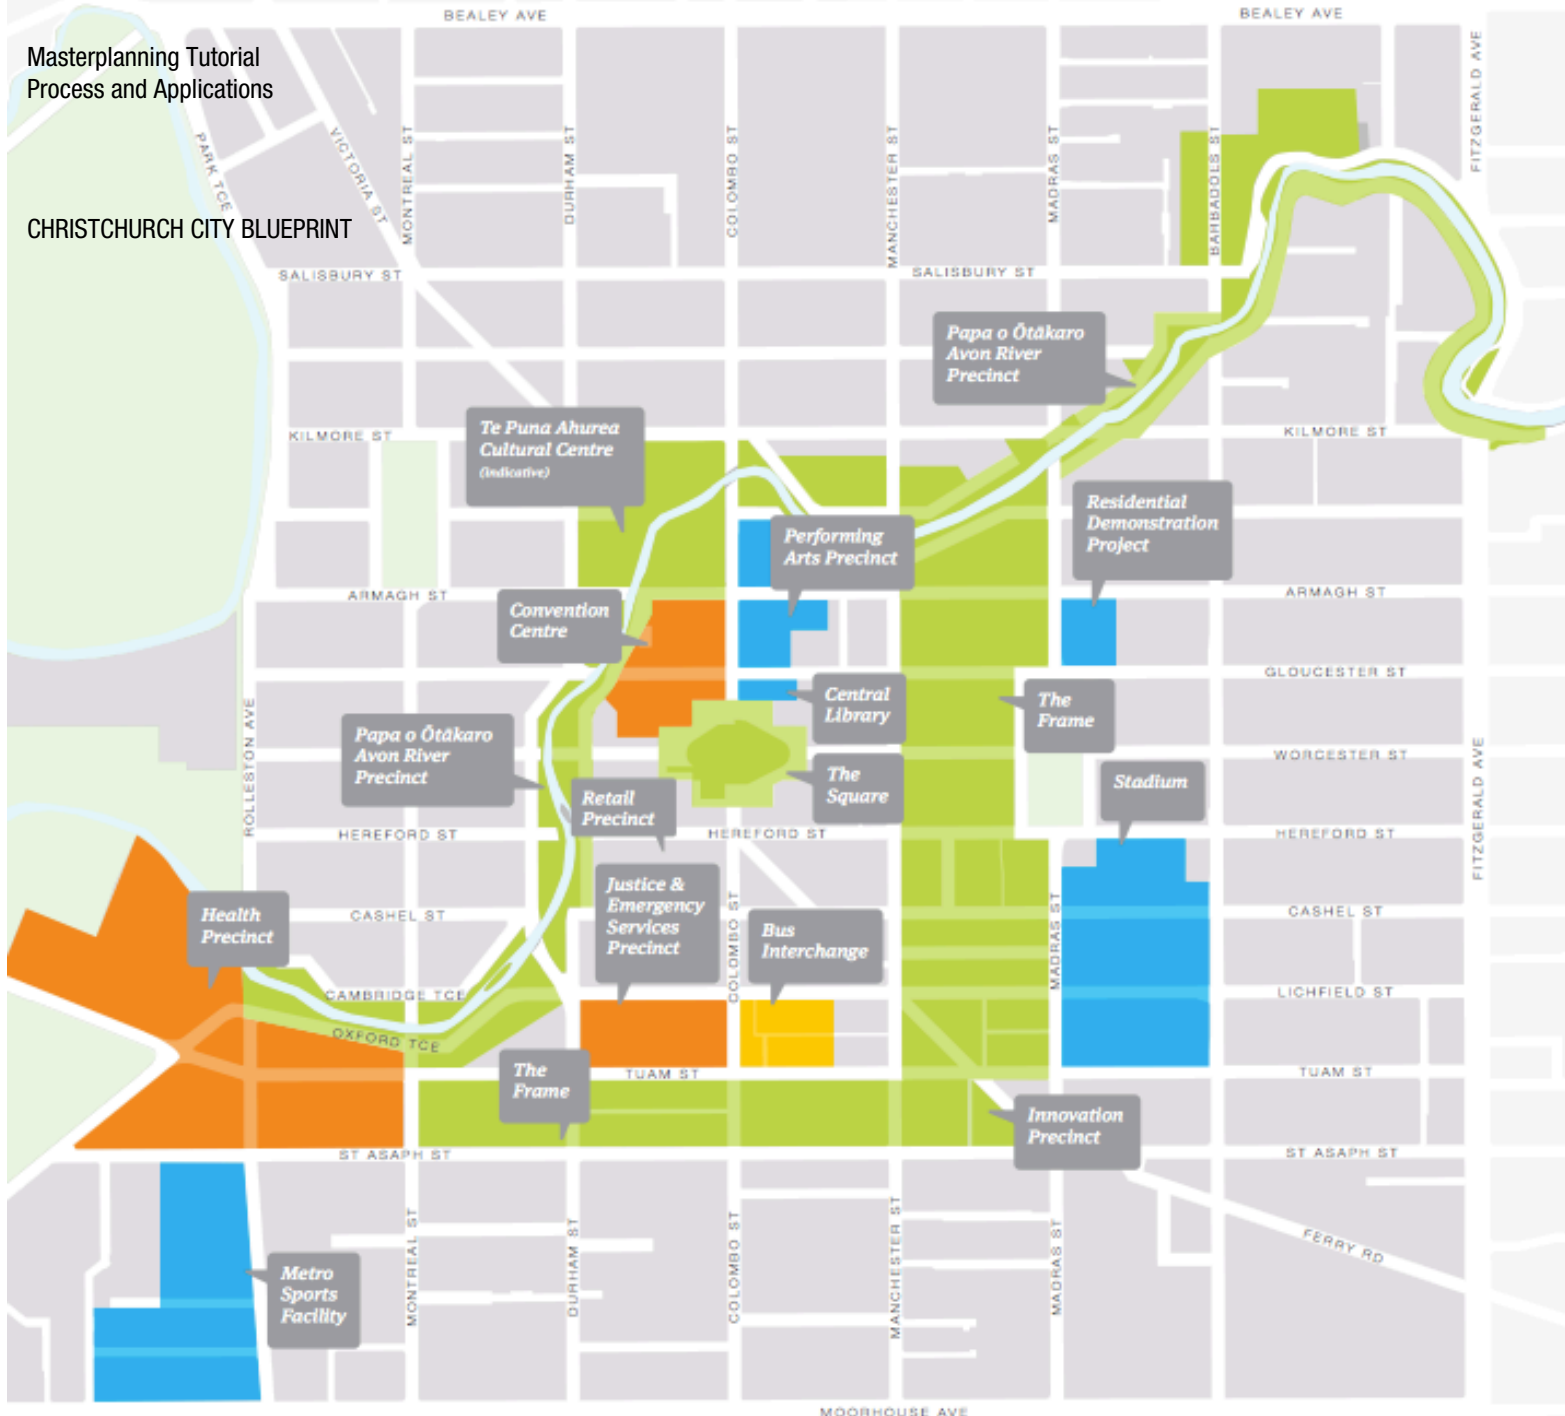 BEALEY AVE
BEALEY AVE
Masterplanning Tutorial
Process and Applications
CHRISTCHURCH CITY BLUEPRINT
PARK TCE
VICTORIA ST
MONTREAL ST
DURHAM ST
COLOMBO ST
MANCHESTER ST
MADRAS ST
BARBADOLS ST
FITZGERALD AVE
SALISBURY ST
SALISBURY ST
Papa o Ōtākaro
Avon River
Precinct
KILMORE ST
KILMORE ST
Te Puna Ahurea
Cultural Centre
(indicative)
Residential
Demonstration
Project
Performing
Arts Precinct
ARMAGH ST
ARMAGH ST
Convention
Centre
GLOUCESTER ST
Central
Library
The
Frame
ROLLESTON AVE
Papa o Ōtākaro
Avon River
Precinct
WORCESTER ST
The
Square
Stadium
FITZGERALD AVE
Retail
Precinct
HEREFORD ST
HEREFORD ST
HEREFORD ST
Justice &
Emergency
Services
Precinct
Health
Precinct
CASHEL ST
CASHEL ST
COLOMBO ST
Bus
Interchange
MADRAS ST
CAMBRIDGE TCE
LICHFIELD ST
OXFORD TCE
The
Frame
TUAM ST
TUAM ST
Innovation
Precinct
ST ASAPH ST
ST ASAPH ST
MONTREAL ST
DURHAM ST
COLOMBO ST
MANCHESTER ST
MADRAS ST
FERRY RD
Metro
Sports
Facility
MOORHOUSE AVE